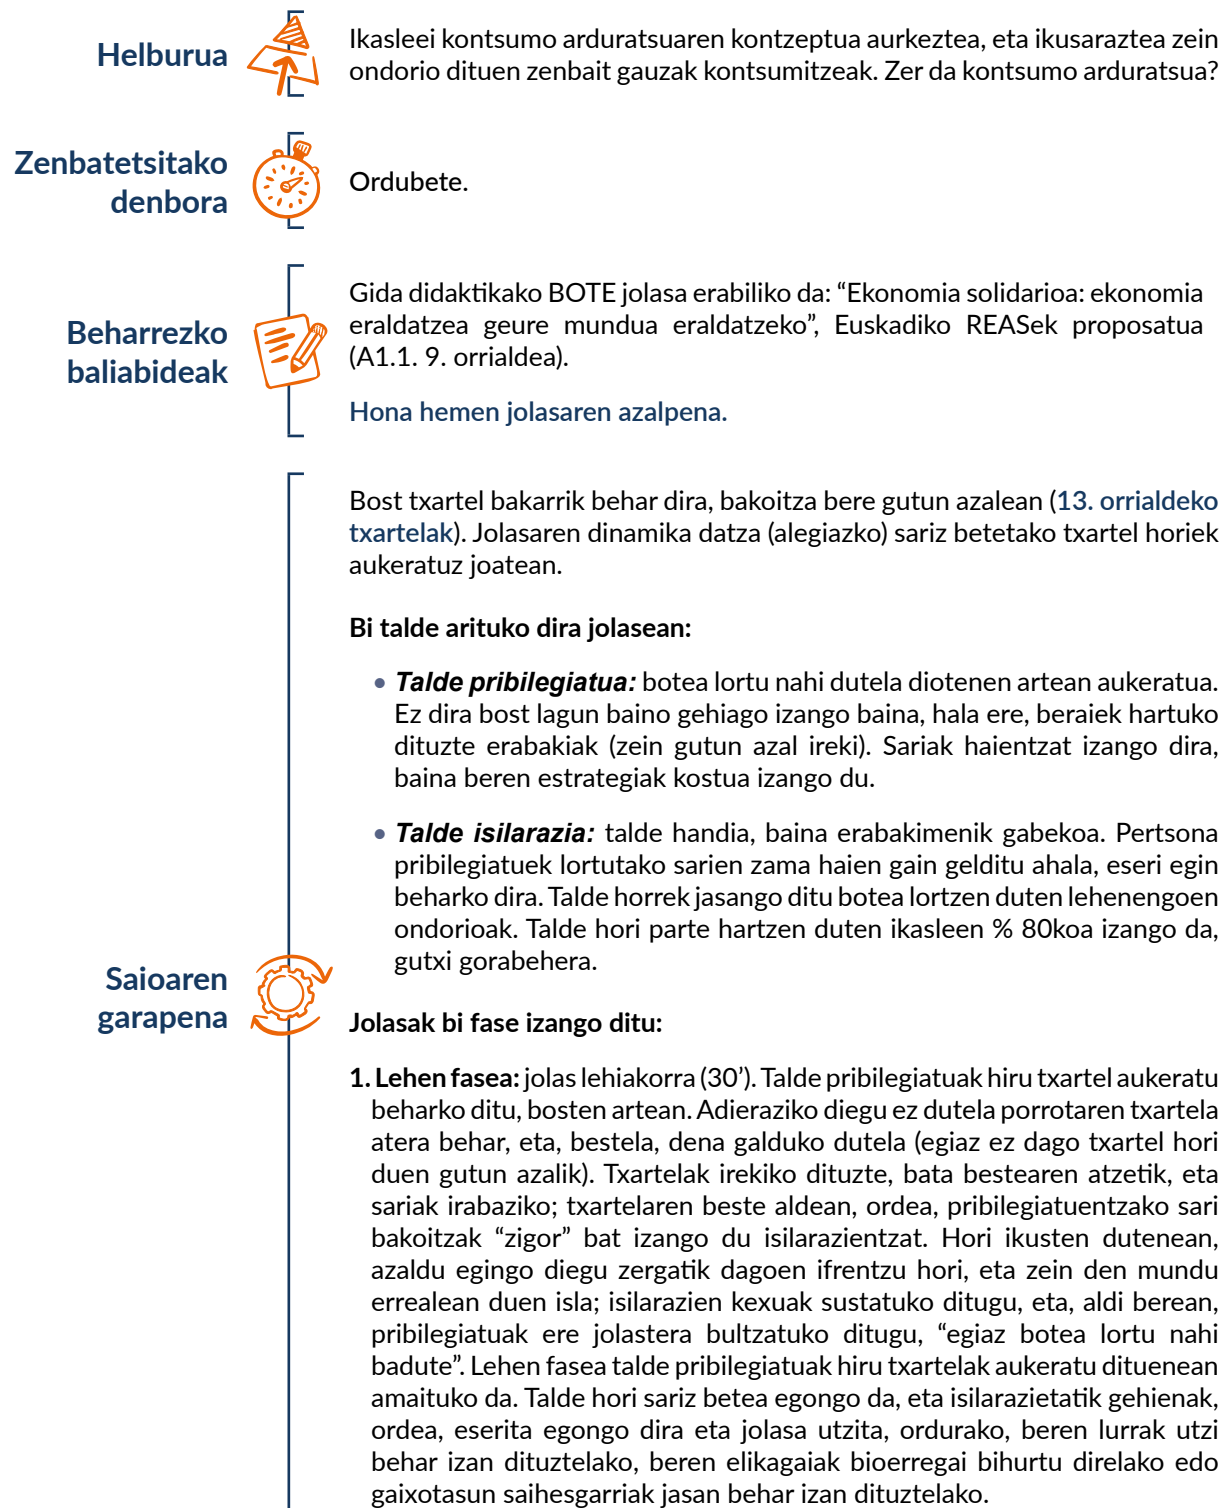 Helburua
Ikasleei kontsumo arduratsuaren kontzeptua aurkeztea, eta ikusaraztea zein
ondorio dituen zenbait gauzak kontsumitzeak. Zer da kontsumo arduratsua?
Zenbatetsitako
denbora
Ordubete.
Beharrezko
baliabideak
Gida didaktikako BOTE jolasa erabiliko da: “Ekonomia solidarioa: ekonomia
eraldatzea geure mundua eraldatzeko”, Euskadiko REASek proposatua
(A1.1. 9. orrialdea).
Hona hemen jolasaren azalpena.
Saioaren
garapena
Bost txartel bakarrik behar dira, bakoitza bere gutun azalean (13. orrialdeko
txartelak). Jolasaren dinamika datza (alegiazko) sariz betetako txartel horiek
aukeratuz joatean.
Bi talde arituko dira jolasean:
• Talde pribilegiatua: botea lortu nahi dutela diotenen artean aukeratua.
Ez dira bost lagun baino gehiago izango baina, hala ere, beraiek hartuko
dituzte erabakiak (zein gutun azal ireki). Sariak haientzat izango dira,
baina beren estrategiak kostua izango du.
• Talde isilarazia: talde handia, baina erabakimenik gabekoa. Pertsona
pribilegiatuek lortutako sarien zama haien gain gelditu ahala, eseri egin
beharko dira. Talde horrek jasango ditu botea lortzen duten lehenengoen
ondorioak. Talde hori parte hartzen duten ikasleen % 80koa izango da,
gutxi gorabehera.
Jolasak bi fase izango ditu:
1. Lehen fasea: jolas lehiakorra (30’). Talde pribilegiatuak hiru txartel aukeratu
beharko ditu, bosten artean. Adieraziko diegu ez dutela porrotaren txartela
atera behar, eta, bestela, dena galduko dutela (egiaz ez dago txartel hori
duen gutun azalik). Txartelak irekiko dituzte, bata bestearen atzetik, eta
sariak irabaziko; txartelaren beste aldean, ordea, pribilegiatuentzako sari
bakoitzak “zigor” bat izango du isilarazientzat. Hori ikusten dutenean,
azaldu egingo diegu zergatik dagoen ifrentzu hori, eta zein den mundu
errealean duen isla; isilarazien kexuak sustatuko ditugu, eta, aldi berean,
pribilegiatuak ere jolastera bultzatuko ditugu, “egiaz botea lortu nahi
badute”. Lehen fasea talde pribilegiatuak hiru txartelak aukeratu dituenean
amaituko da. Talde hori sariz betea egongo da, eta isilarazietatik gehienak,
ordea, eserita egongo dira eta jolasa utzita, ordurako, beren lurrak utzi
behar izan dituztelako, beren elikagaiak bioerregai bihurtu direlako edo
gaixotasun saihesgarriak jasan behar izan dituztelako.